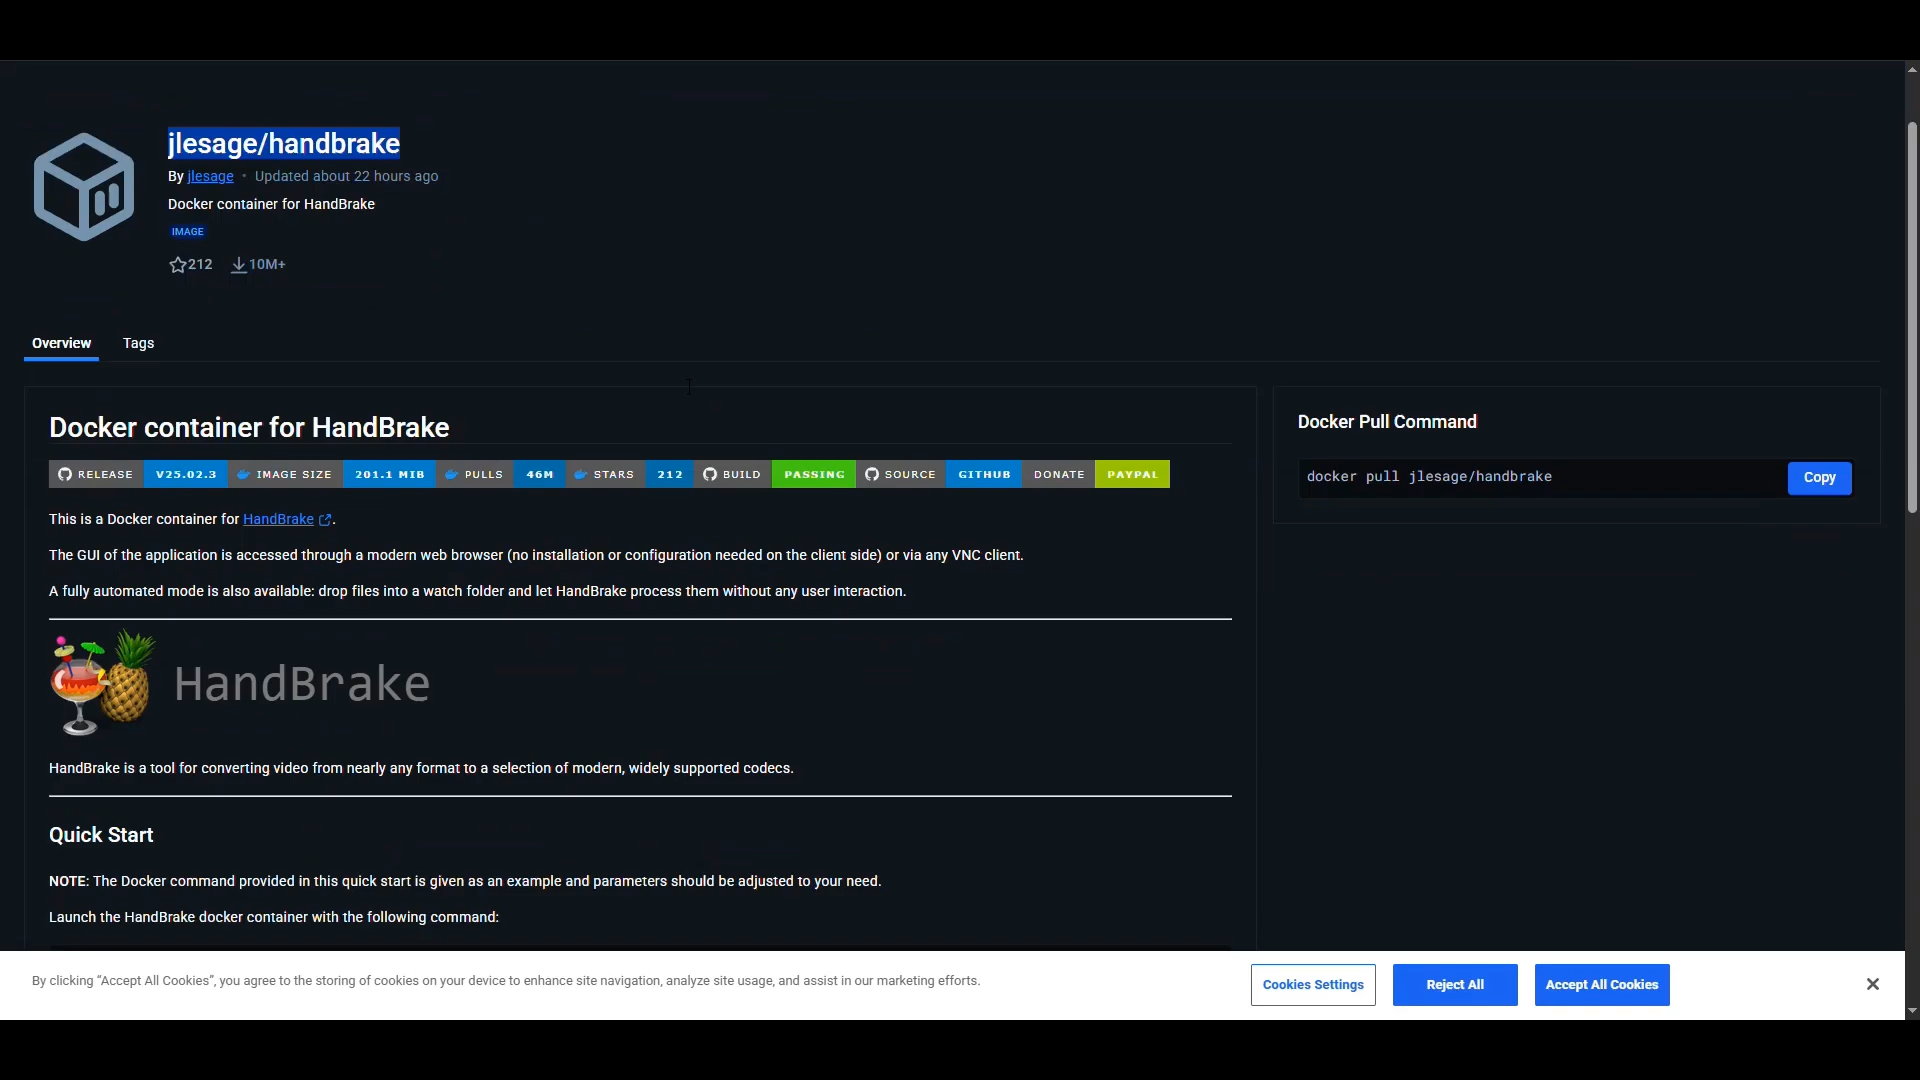 jlesage/handbrake
By jlesage • Updated about 22 hours ago
Docker container for HandBrake
IMAGE
212 10M+
Overview Tags
Docker container for HandBrake
RELEASE V25.02.3 IMAGE SIZE 201.1 MIB PULLS 46M STARS 212 BUILD PASSING SOURCE GITHUB DONATE PAYPAL
This is a Docker container for HandBrake.
The GUI of the application is accessed through a modern web browser (no installation or configuration needed on the client side) or via any VNC client.
A fully automated mode is also available: drop files into a watch folder and let HandBrake process them without any user interaction.
HandBrake
HandBrake is a tool for converting video from nearly any format to a selection of modern, widely supported codecs.
Quick Start
NOTE: The Docker command provided in this quick start is given as an example and parameters should be adjusted to your need.
Launch the HandBrake docker container with the following command:
Docker Pull Command
docker pull jlesage/handbrake
Copy
By clicking “Accept All Cookies”, you agree to the storing of cookies on your device to enhance site navigation, analyze site usage, and assist in our marketing efforts.
Cookies Settings Reject All Accept All Cookies